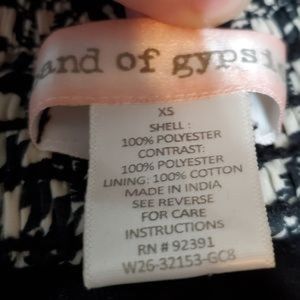 and of gypsi
XS
SHELL :
100% POLYESTER
CONTRAST:
100% POLYESTER
LINING: 100% COTTON
MADE IN INDIA
SEE REVERSE
FOR CARE
INSTRUCTIONS
RN # 92391
W26-32153-GC8